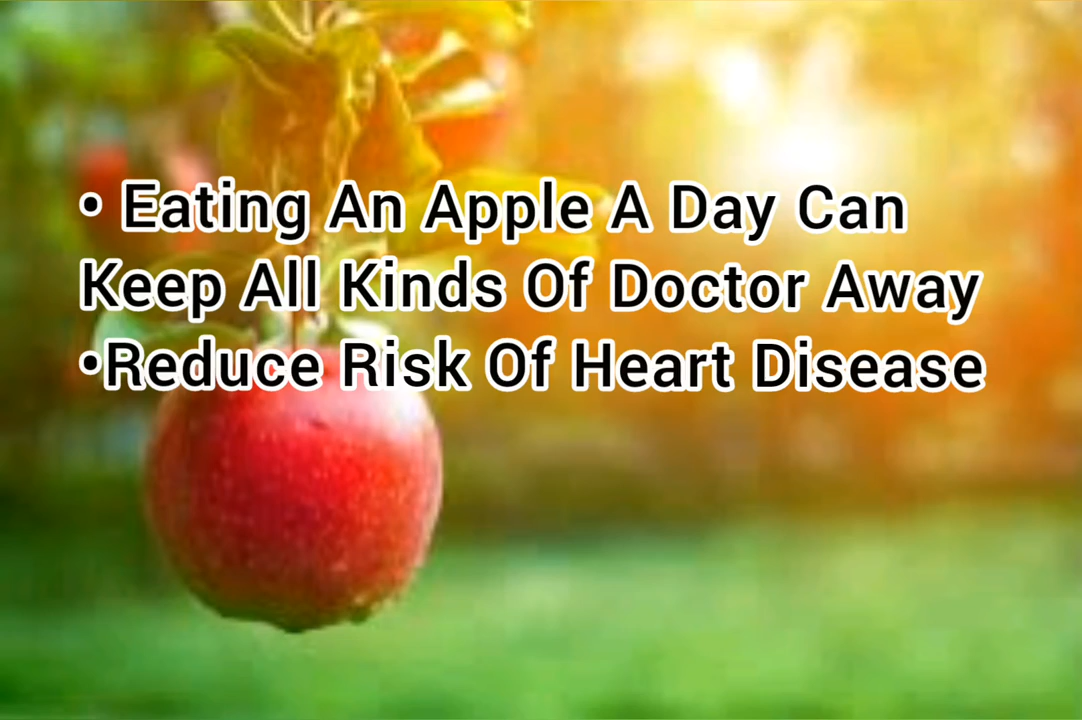 • Eating An Apple A Day Can
Keep All Kinds Of Doctor Away
•Reduce Risk Of Heart Disease